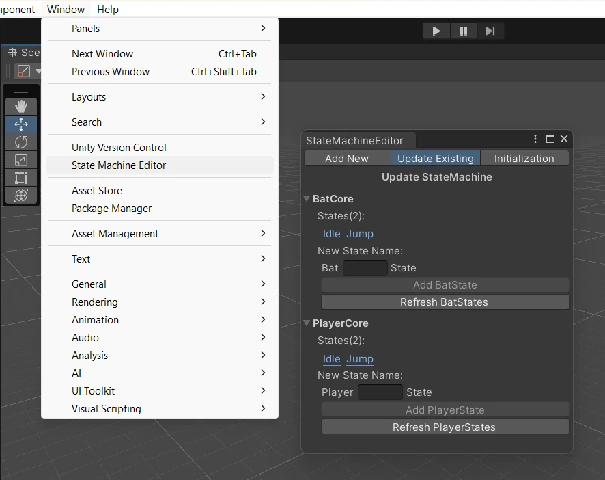 mponent Window Help
Panels
Next Window Ctrl+Tab
Previous Window Ctrl+Shift+Tab
Layouts
Search
Unity Version Control
State Machine Editor
Asset Store
Package Manager
Asset Management
Text
General
Rendering
Animation
Audio
Analysis
AI
UI Toolkit
Visual Scripting
Sce
StateMachineEditor
Add New Update Existing Initialization
Update StateMachine
BatCore
States(2):
Idle Jump
New State Name:
Bat State
Add BatState
Refresh BatStates
PlayerCore
States(2):
Idle Jump
New State Name:
Player State
Add PlayerState
Refresh PlayerStates